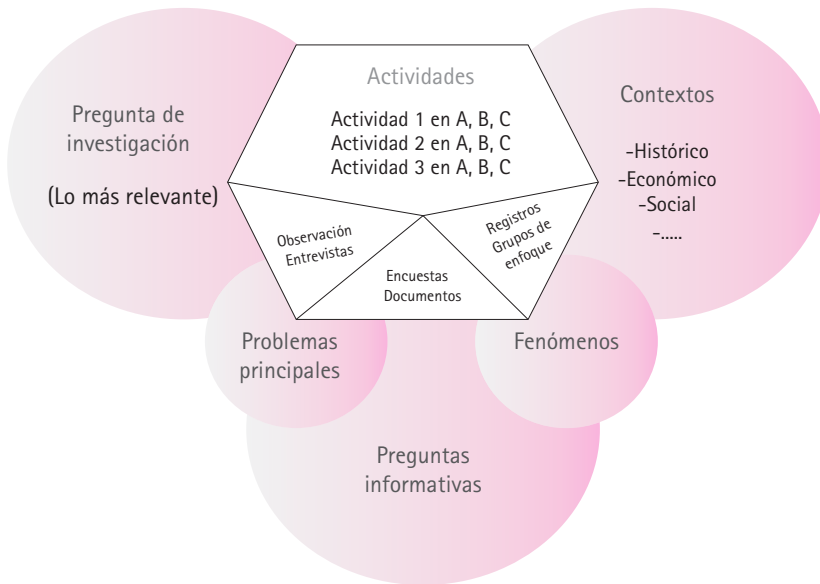 Pregunta de
investigación
(Lo más relevante)
Actividades
Actividad 1 en A, B, C
Actividad 2 en A, B, C
Actividad 3 en A, B, C
Contextos
-Histórico
-Económico
-Social
-.....
Observación
Entrevistas
Encuestas
Documentos
Registros
Grupos de
enfoque
Problemas
principales
Fenómenos
Preguntas
informativas